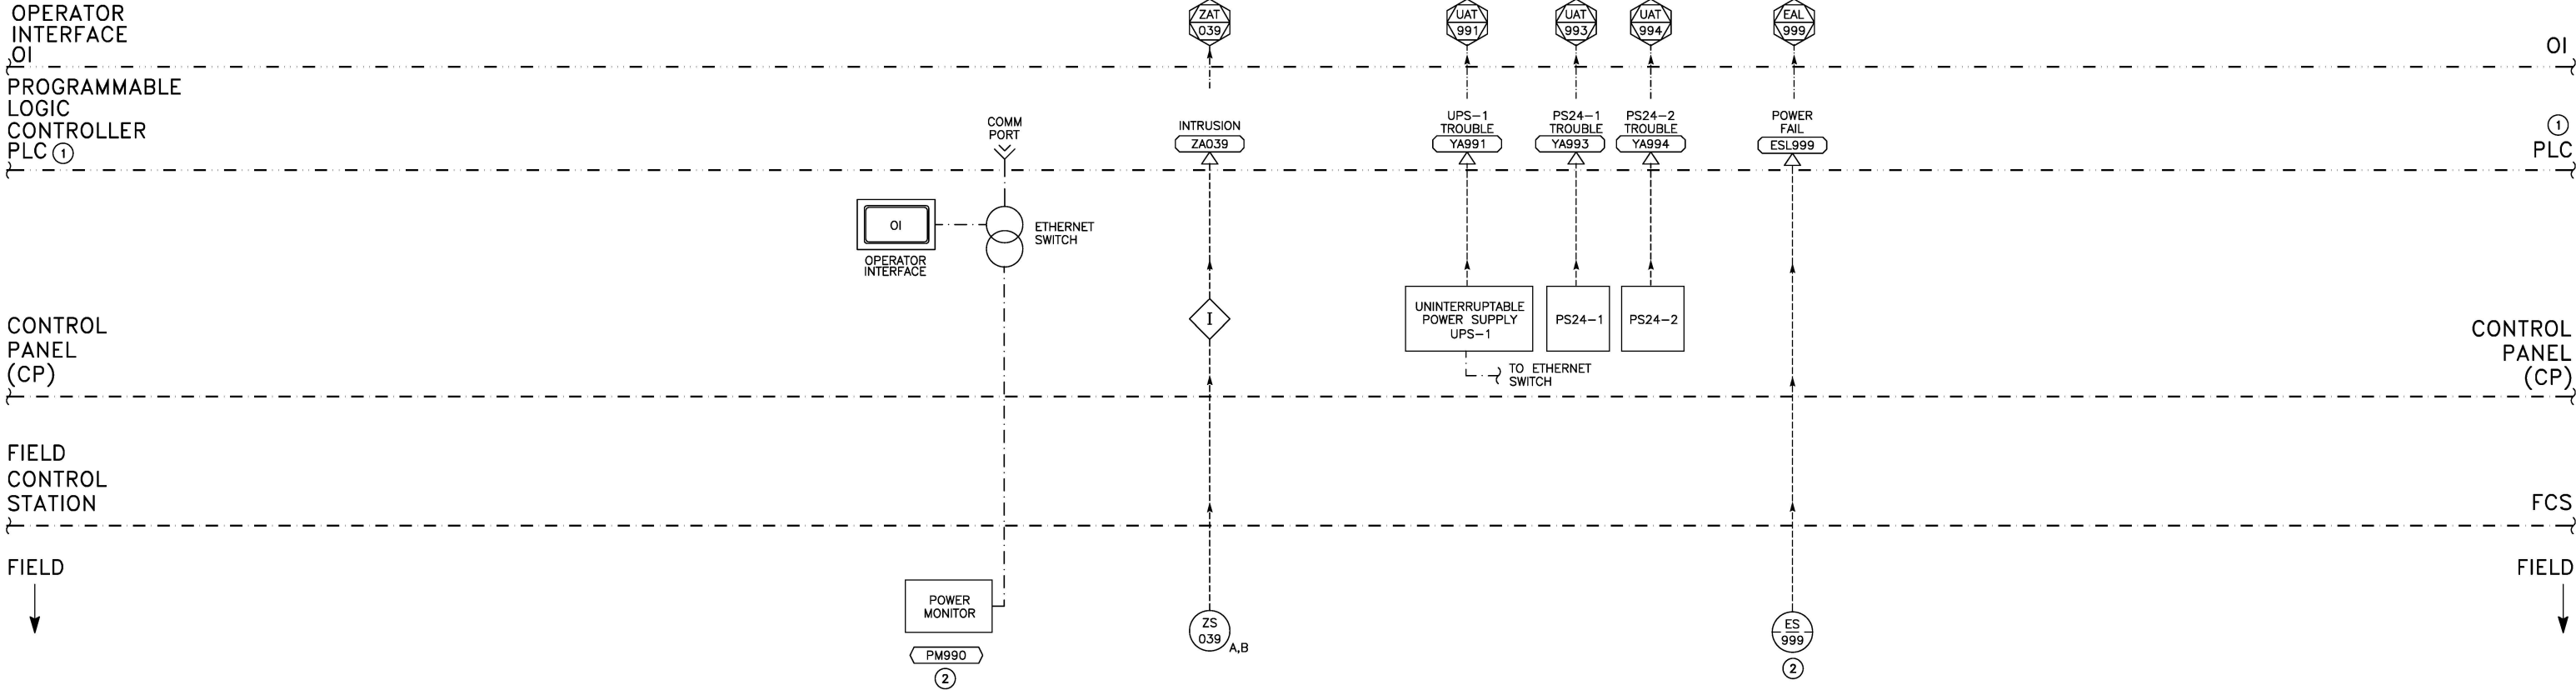 OPERATOR
INTERFACE
OI
ZAT
039
UAT
991
UAT
993
UAT
994
EAL
999
OI
PROGRAMMABLE
LOGIC
CONTROLLER
PLC 1
COMM
PORT
INTRUSION
ZA039
UPS-1
TROUBLE
YA991
PS24-1
TROUBLE
YA993
PS24-2
TROUBLE
YA994
POWER
FAIL
ESL999
1
PLC
OI
OPERATOR
INTERFACE
ETHERNET
SWITCH
I
UNINTERRUPTABLE
POWER SUPPLY
UPS-1
PS24-1
PS24-2
TO ETHERNET
SWITCH
CONTROL
PANEL
(CP)
CONTROL
PANEL
(CP)
FIELD
CONTROL
STATION
FCS
FIELD
POWER
MONITOR
PM990
2
ZS
039
A,B
ES
999
2
FIELD